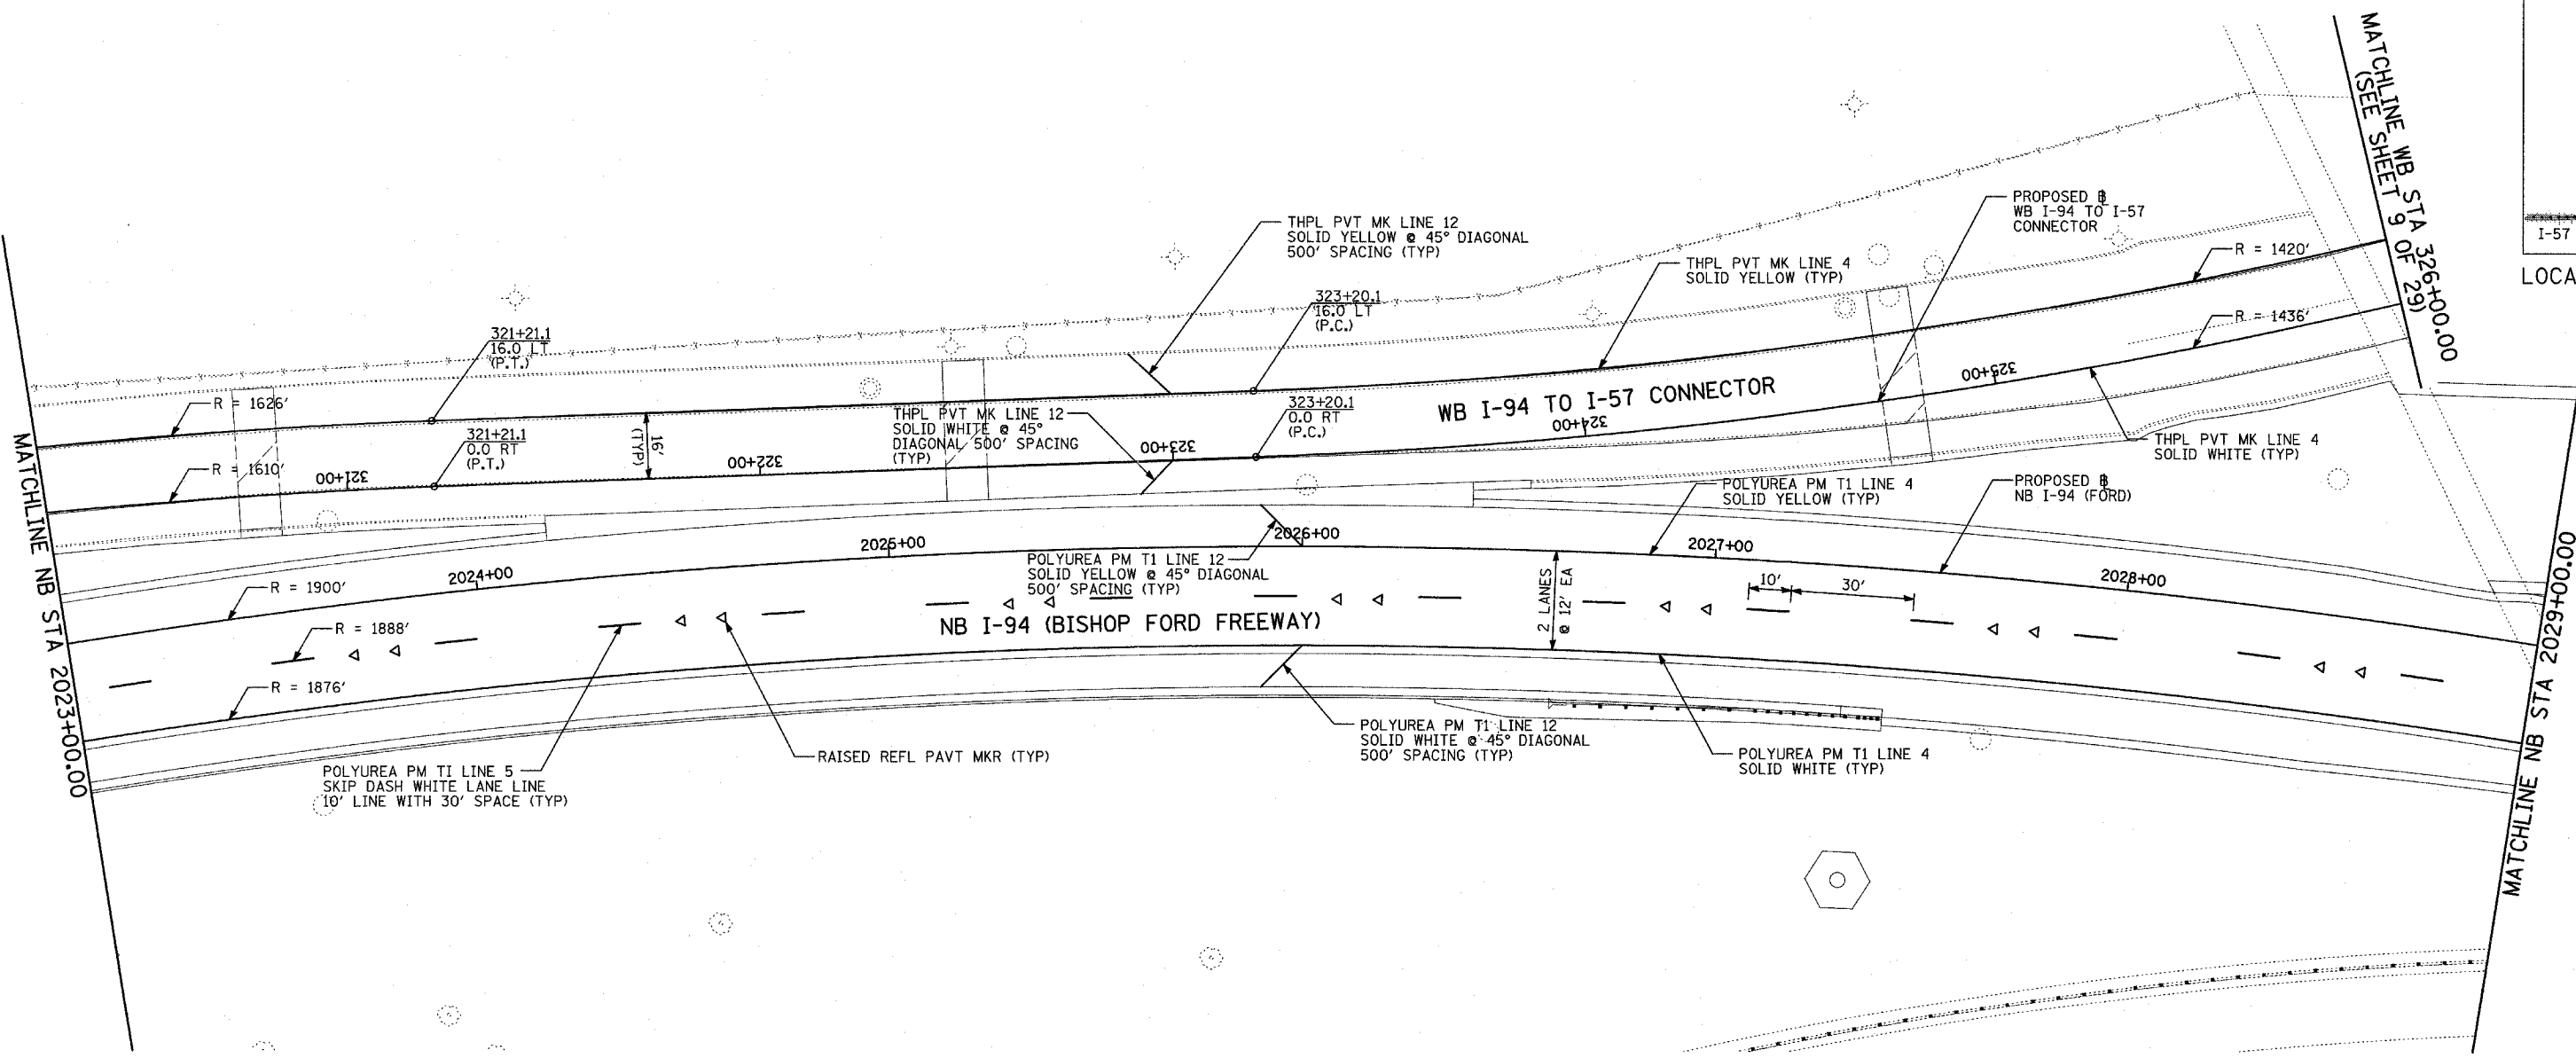 MATCHLINE WB STA 326+00.00
(SEE SHEET 9 OF 29)
I-57
LOCA
THPL PVT MK LINE 12
SOLID YELLOW @ 45° DIAGONAL
500' SPACING (TYP)
PROPOSED ℄
WB I-94 TO I-57
CONNECTOR
THPL PVT MK LINE 4
SOLID YELLOW (TYP)
R = 1420'
R = 1436'
323+20.1
16.0 LT
(P.C.)
321+21.1
16.0 LT
(P.T.)
R = 1626'
R = 1610'
321+21.1
0.0 RT
(P.T.)
16'
(TYP)
THPL PVT MK LINE 12
SOLID WHITE @ 45°
DIAGONAL 500' SPACING
(TYP)
323+20.1
0.0 RT
(P.C.)
WB I-94 TO I-57 CONNECTOR
321+00
322+00
323+00
324+00
325+00
THPL PVT MK LINE 4
SOLID WHITE (TYP)
POLYUREA PM T1 LINE 4
SOLID YELLOW (TYP)
PROPOSED ℄
NB I-94 (FORD)
MATCHLINE NB STA 2023+00.00
2024+00
2025+00
2026+00
2027+00
2028+00
POLYUREA PM T1 LINE 12
SOLID YELLOW @ 45° DIAGONAL
500' SPACING (TYP)
R = 1900'
R = 1888'
R = 1876'
NB I-94 (BISHOP FORD FREEWAY)
2 LANES
@ 12' EA
10'
30'
MATCHLINE NB STA 2029+00.00
POLYUREA PM TI LINE 5
SKIP DASH WHITE LANE LINE
10' LINE WITH 30' SPACE (TYP)
RAISED REFL PAVT MKR (TYP)
POLYUREA PM T1 LINE 12
SOLID WHITE @ 45° DIAGONAL
500' SPACING (TYP)
POLYUREA PM T1 LINE 4
SOLID WHITE (TYP)